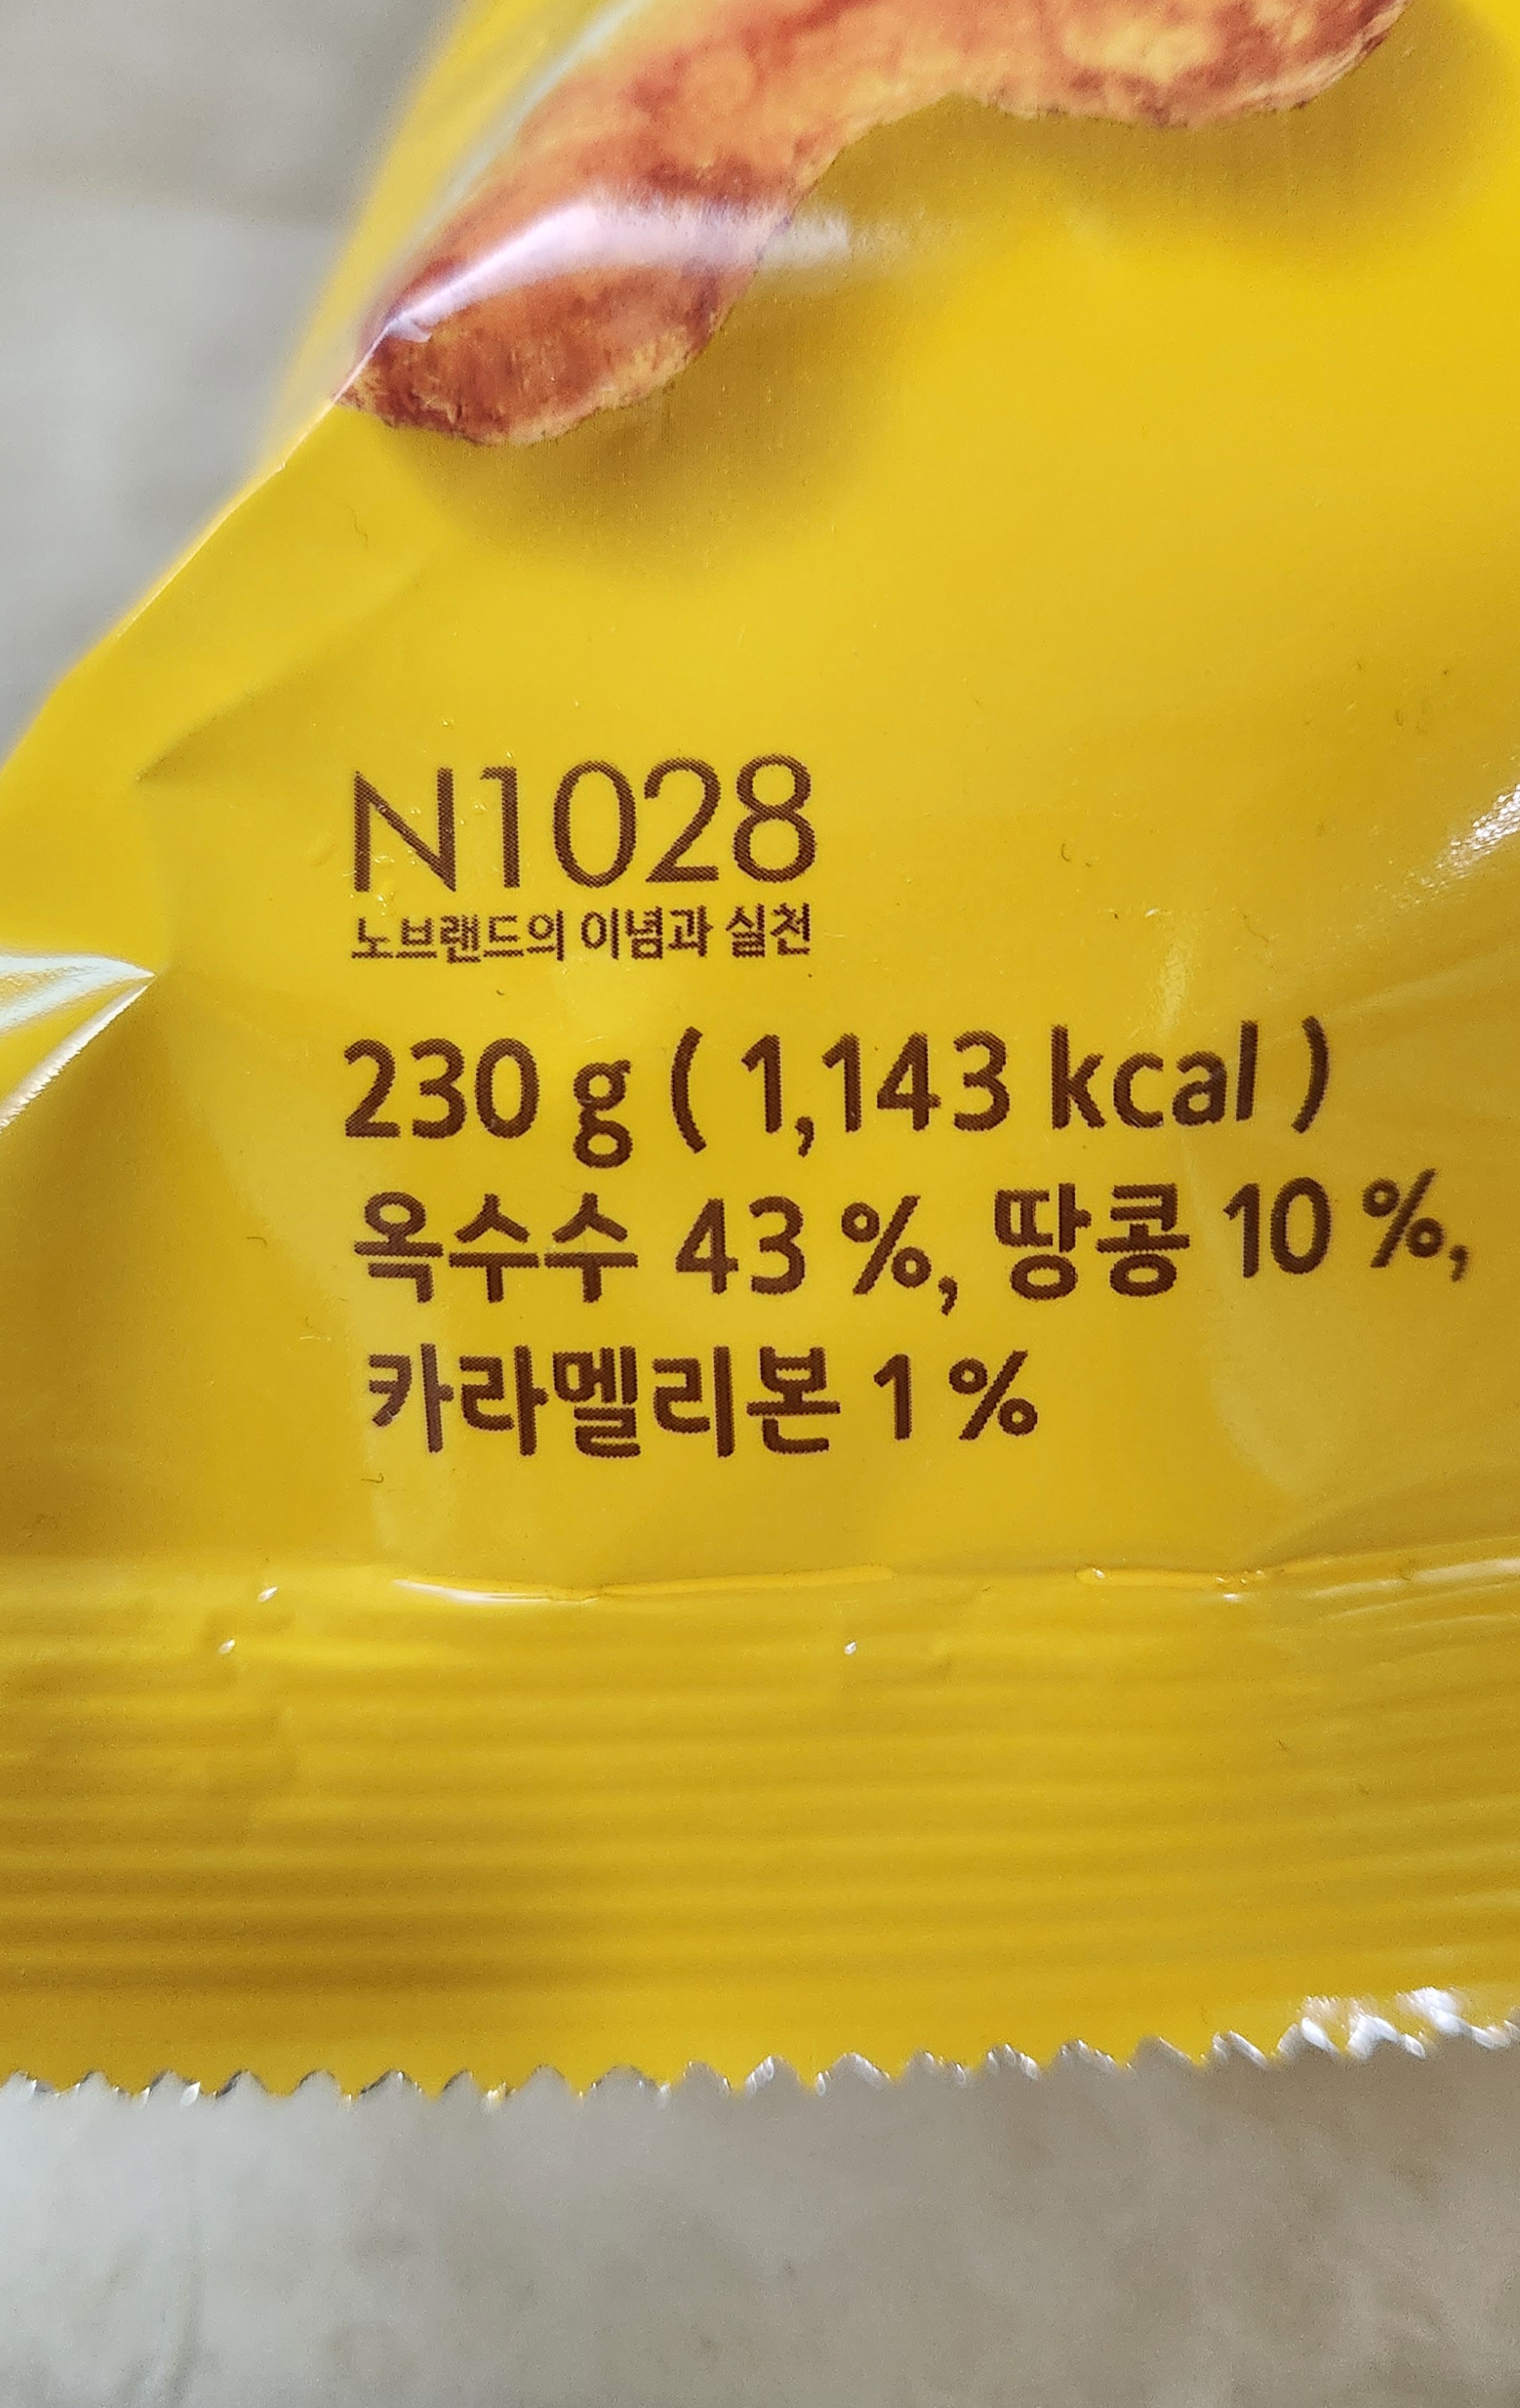 N1028
노브랜드의 이념과 실천
230 g ( 1,143 kcal )
옥수수 43 %, 땅콩 10 %,
카라멜리본 1 %